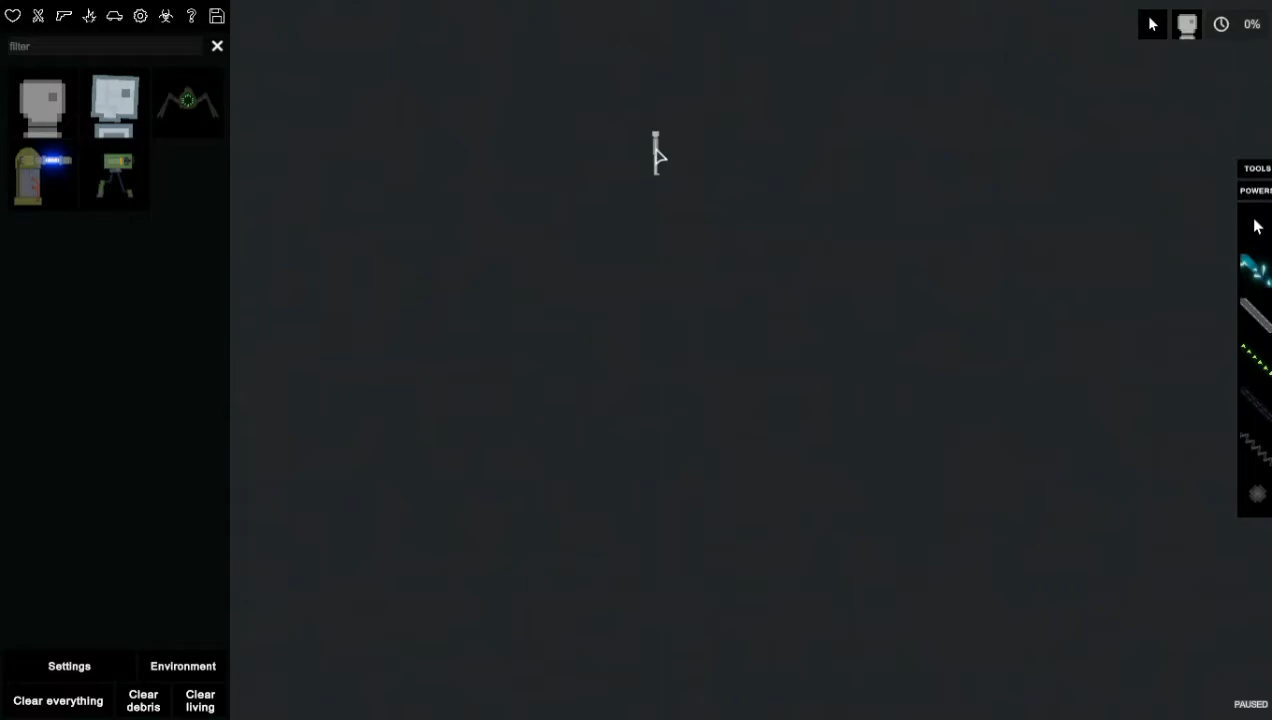 0%
filter
TOOLS
POWERS
Settings
Environment
Clear everything
Clear
debris
Clear
living
PAUSED